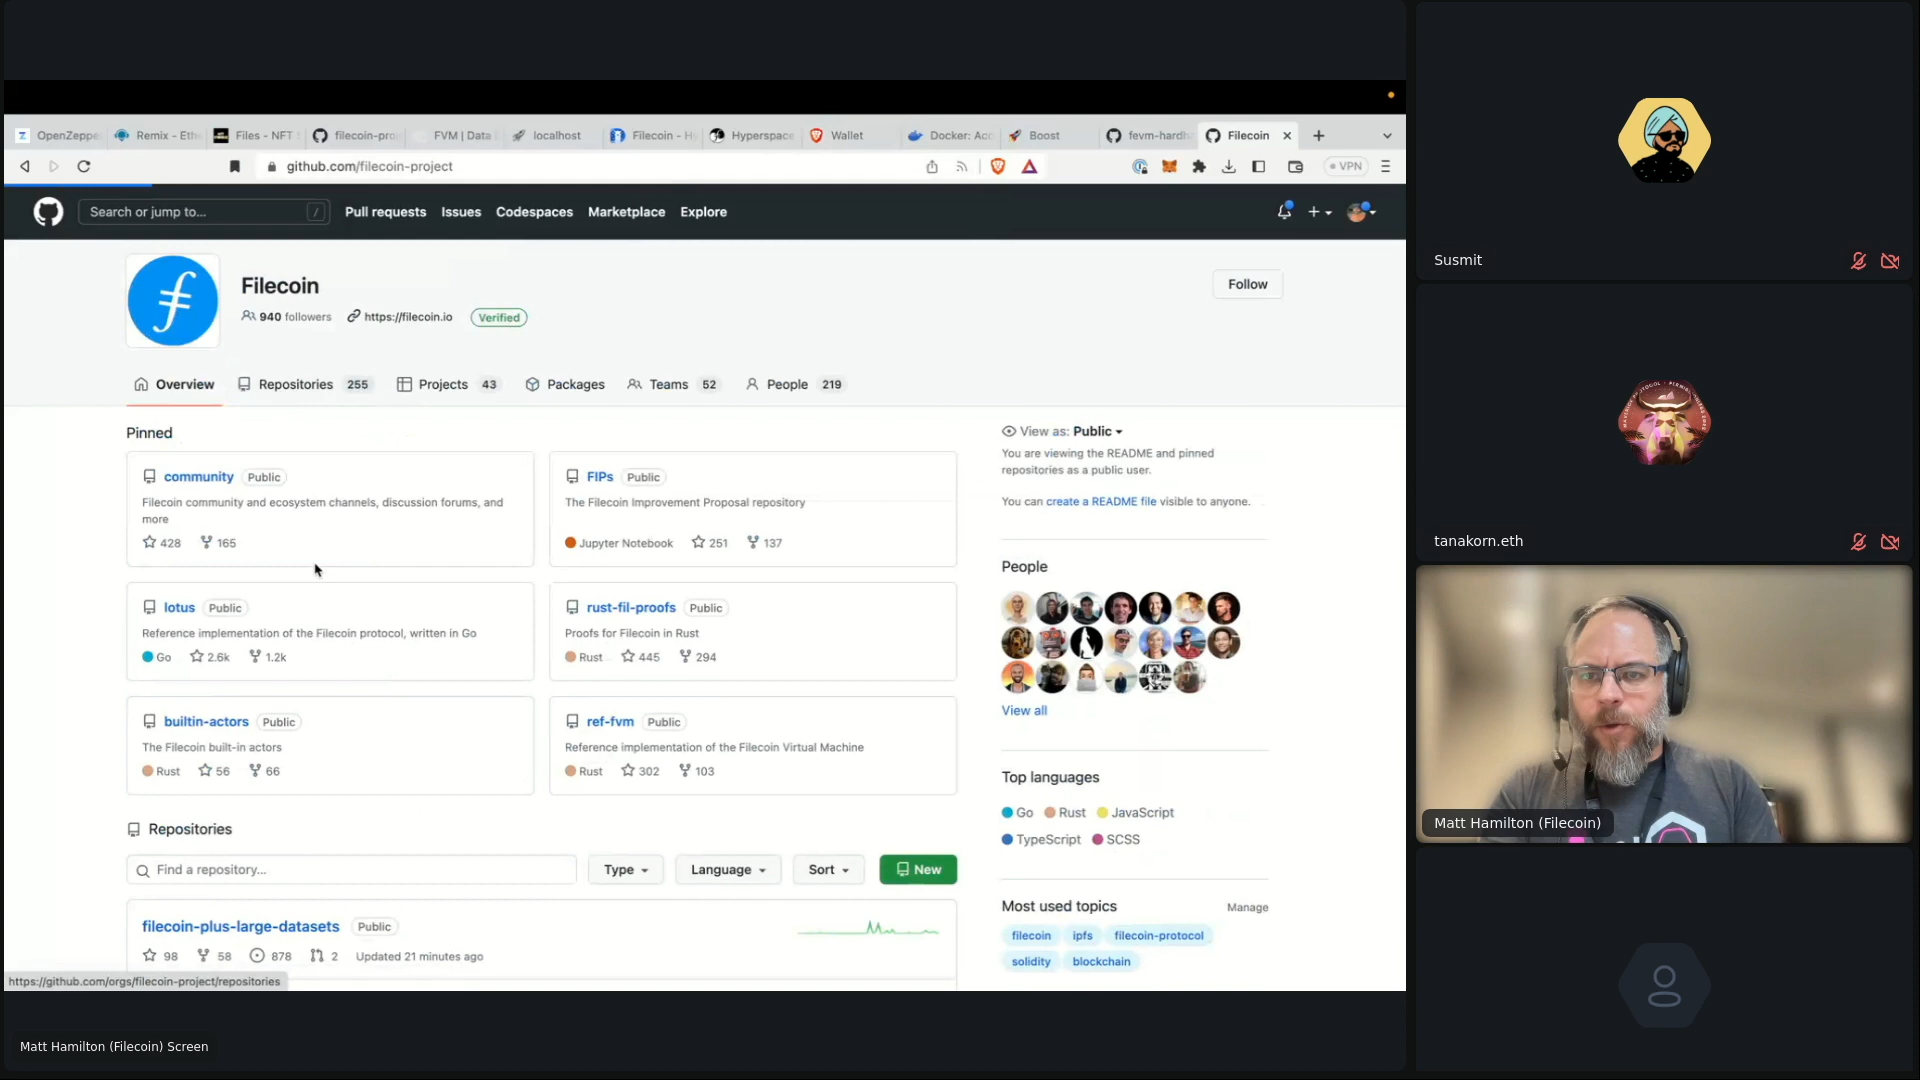 OpenZeppe
Remix - Eth
Files - NFT S
filecoin-proj
FVM | Data
localhost
Filecoin - H
Hyperspace
Wallet
Docker: Acc
Boost
fevm-hardh
Filecoin
github.com/filecoin-project
VPN
Search or jump to...
/
Pull requests
Issues
Codespaces
Marketplace
Explore
Filecoin
940 followers
https://filecoin.io
Verified
Follow
Overview
Repositories 255
Projects 43
Packages
Teams 52
People 219
Pinned
community Public
Filecoin community and ecosystem channels, discussion forums, and
more
428 165
FIPs Public
The Filecoin Improvement Proposal repository
Jupyter Notebook 251 137
lotus Public
Reference implementation of the Filecoin protocol, written in Go
Go 2.6k 1.2k
rust-fil-proofs Public
Proofs for Filecoin in Rust
Rust 445 294
builtin-actors Public
The Filecoin built-in actors
Rust 56 66
ref-fvm Public
Reference implementation of the Filecoin Virtual Machine
Rust 302 103
Repositories
Find a repository...
Type
Language
Sort
New
filecoin-plus-large-datasets Public
98 58 878 2 Updated 21 minutes ago
https://github.com/orgs/filecoin-project/repositories
View as: Public
You are viewing the README and pinned
repositories as a public user.
You can create a README file visible to anyone.
People
View all
Top languages
Go Rust JavaScript
TypeScript SCSS
Most used topics
Manage
filecoin ipfs filecoin-protocol
solidity blockchain
Matt Hamilton (Filecoin) Screen
Susmit
tanakorn.eth
Matt Hamilton (Filecoin)